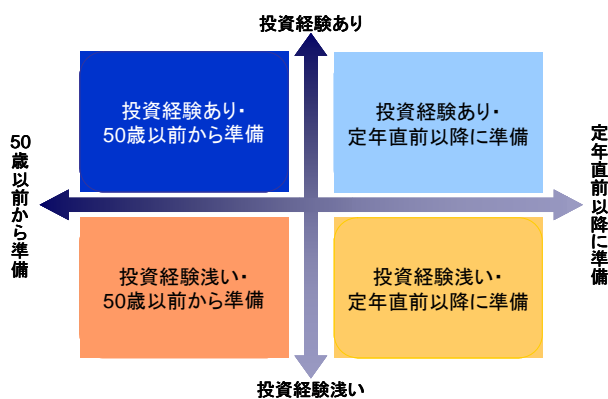 投資経験あり
投資経験あり・
50歳以前から準備
投資経験あり・
定年直前以降に準備
50歳以前から準備
定年直前以降に準備
投資経験浅い・
50歳以前から準備
投資経験浅い・
定年直前以降に準備
投資経験浅い